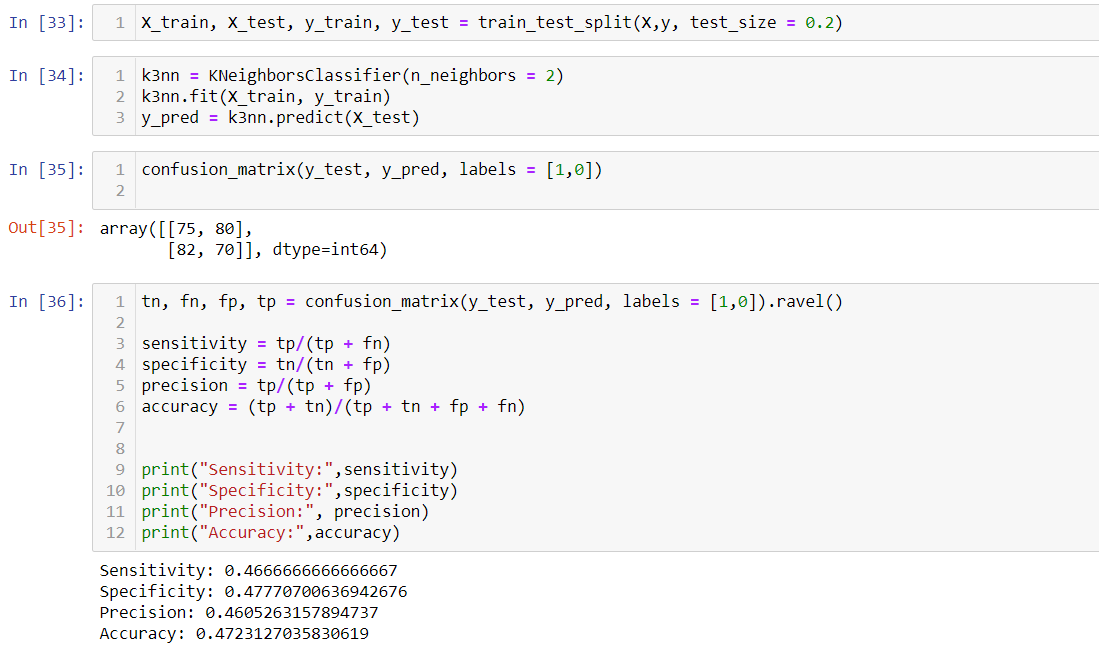 In [33]: 1 X_train, X_test, y_train, y_test = train_test_split(X,y, test_size = 0.2)
In [34]: 1 k3nn = KNeighborsClassifier(n_neighbors = 2)
2 k3nn.fit(X_train, y_train)
3 y_pred = k3nn.predict(X_test)
In [35]: 1 confusion_matrix(y_test, y_pred, labels = [1,0])
2
Out[35]: array([[75, 80],
[82, 70]], dtype=int64)
In [36]: 1 tn, fn, fp, tp = confusion_matrix(y_test, y_pred, labels = [1,0]).ravel()
2
3 sensitivity = tp/(tp + fn)
4 specificity = tn/(tn + fp)
5 precision = tp/(tp + fp)
6 accuracy = (tp + tn)/(tp + tn + fp + fn)
7
8
9 print("Sensitivity:",sensitivity)
10 print("Specificity:",specificity)
11 print("Precision:", precision)
12 print("Accuracy:",accuracy)
Sensitivity: 0.4666666666666667
Specificity: 0.47770700636942676
Precision: 0.4605263157894737
Accuracy: 0.4723127035830619